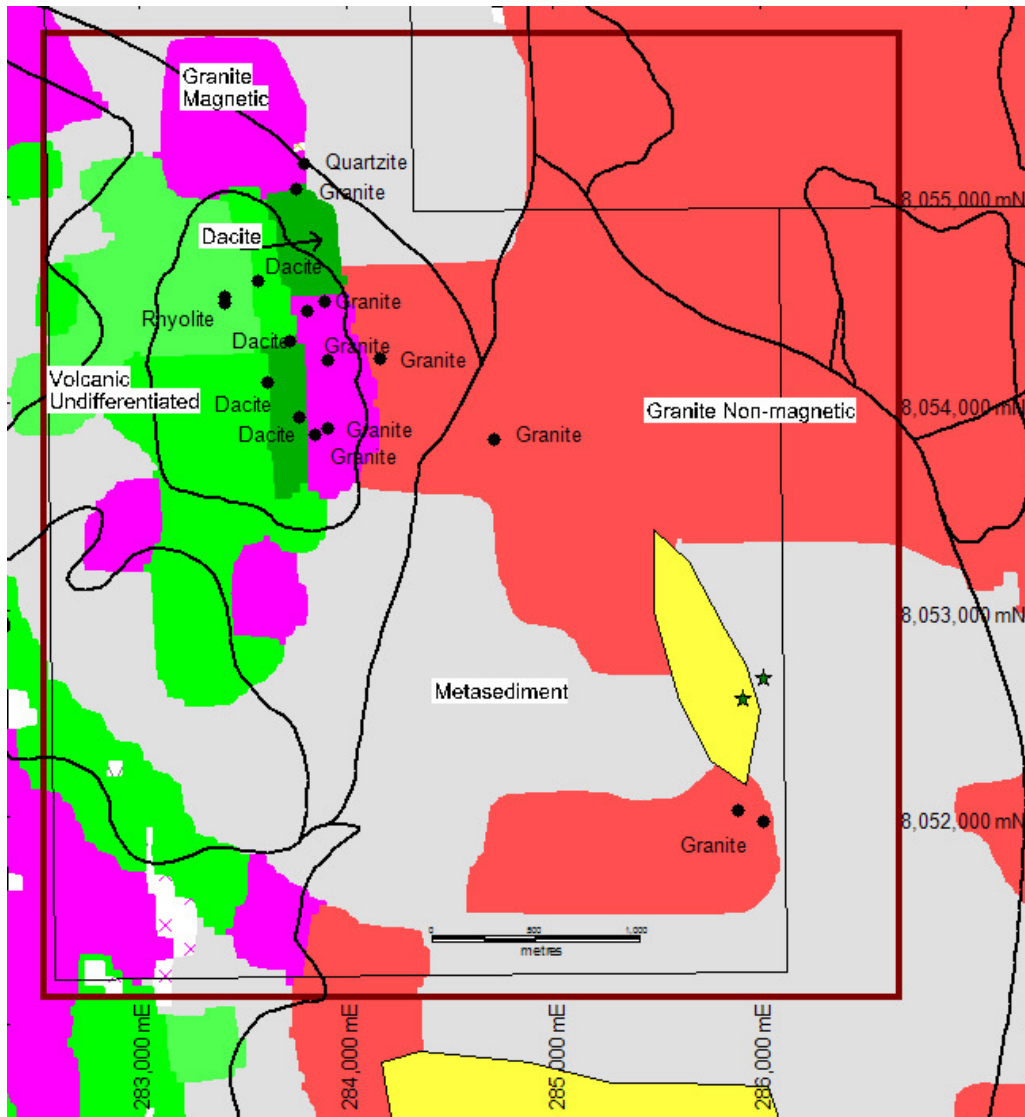 Granite
Magnetic
Quartzite
Granite
8,055,000 mN
Dacite
Dacite
Rhyolite
Granite
Dacite
Granite
Granite
Volcanic
Undifferentiated
Dacite
Granite Non-magnetic
8,054,000 mN
Dacite
Granite
Granite
Granite
8,053,000 mN
Metasediment
8,052,000 mN
Granite
0
500
1,000
metres
283,000 mE
284,000 mE
285,000 mE
286,000 mE